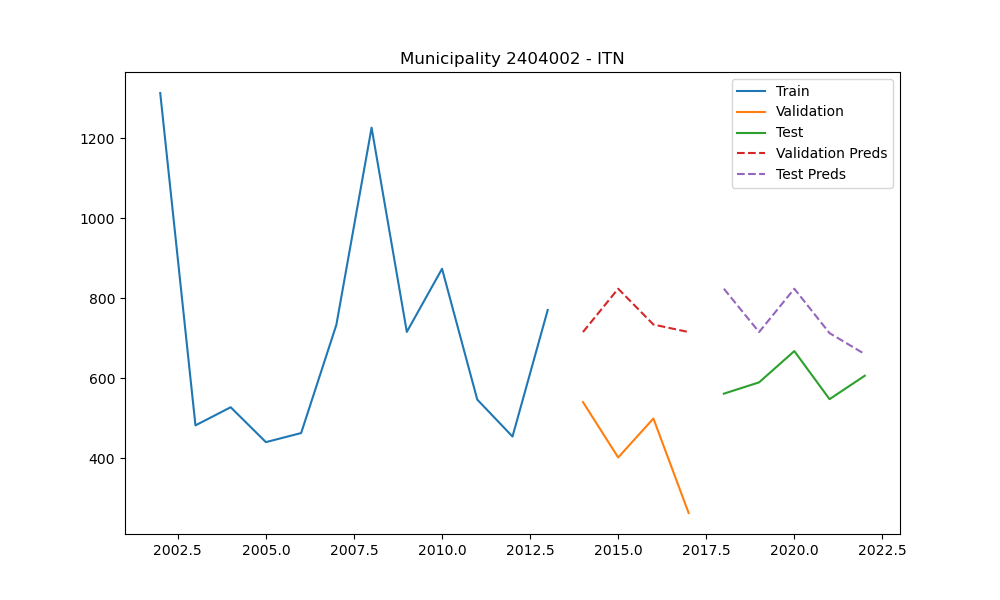 Municipality 2404002 - ITN
Train
Validation
Test
Validation Preds
Test Preds
1200
1000
800
600
400
2002.5 2005.0 2007.5 2010.0 2012.5 2015.0 2017.5 2020.0 2022.5